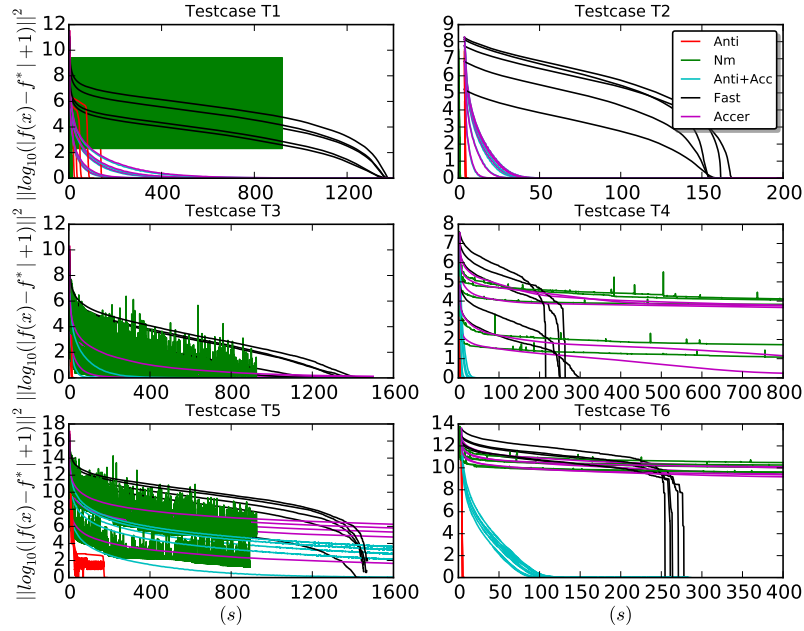 Testcase T1
Testcase T2
||log₁₀(|f(x)−f*|+1)||²
12
10
8
6
4
2
0
0 400 800 1200
9
8
7
6
5
4
3
2
1
0
0 50 100 150 200
Anti
Nm
Anti+Acc
Fast
Accer
Testcase T3
Testcase T4
||log₁₀(|f(x)−f*|+1)||²
12
10
8
6
4
2
0
0 400 800 1200 1600
8
7
6
5
4
3
2
1
0
0 100 200 300 400 500 600 700 800
Testcase T5
Testcase T6
||log₁₀(|f(x)−f*|+1)||²
18
16
14
12
10
8
6
4
2
0
0 400 800 1200 1600
(s)
14
12
10
8
6
4
2
0
0 50 100 150 200 250 300 350 400
(s)